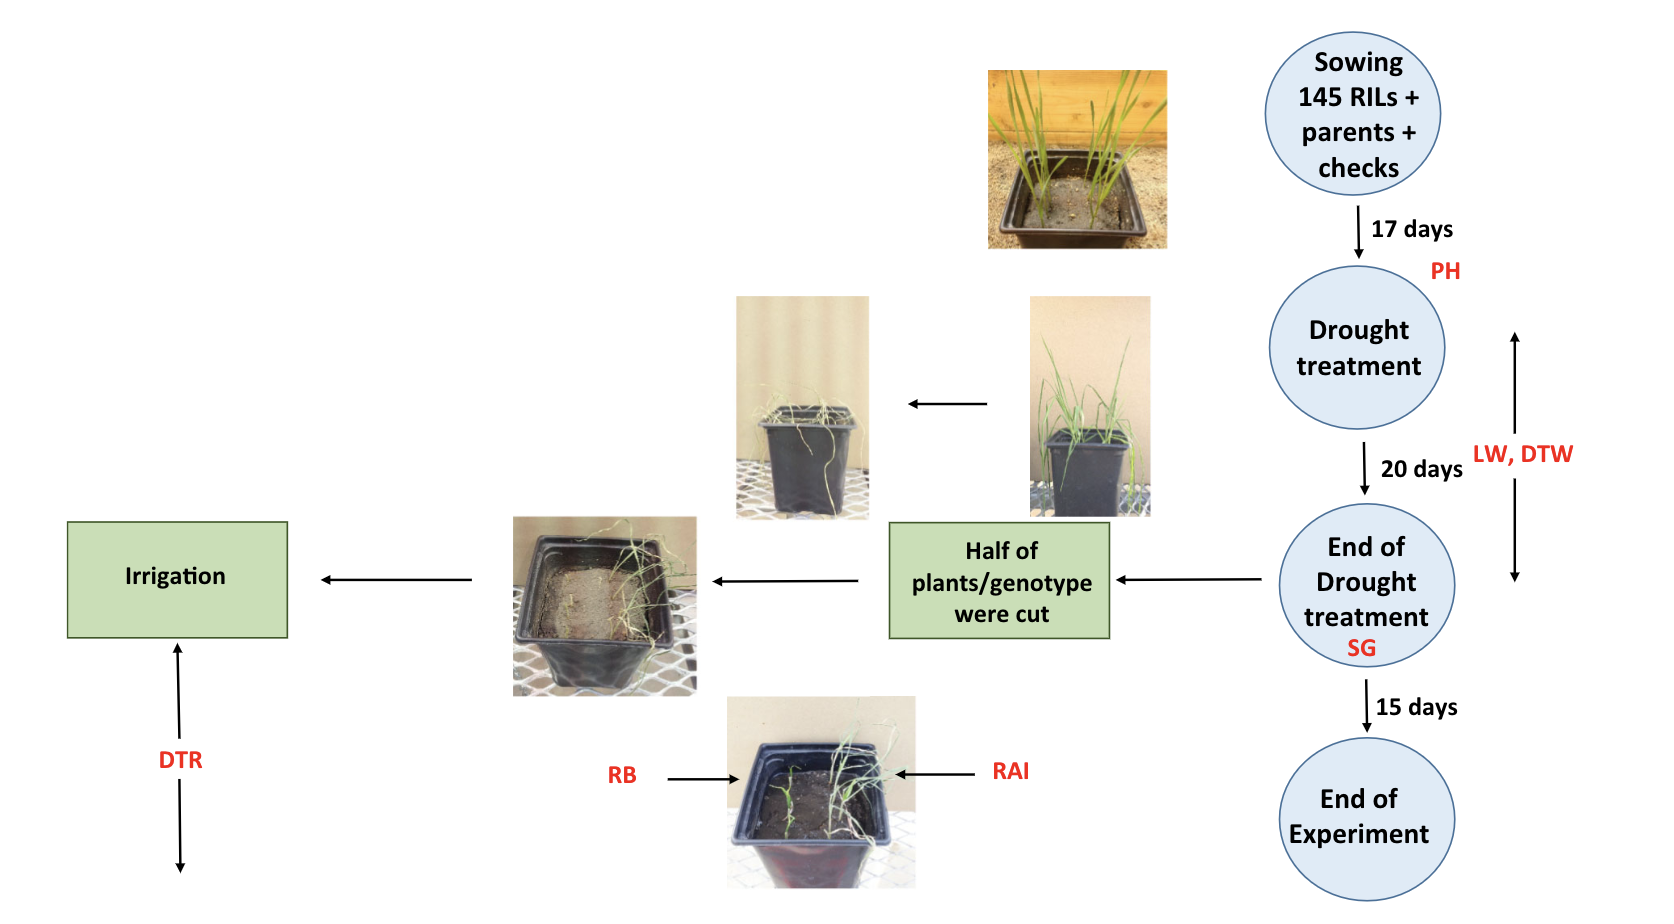 Sowing
145 RILs +
parents +
checks
17 days
PH
Drought
treatment
20 days
LW, DTW
End of
Drought
treatment
SG
Half of
plants/genotype
were cut
Irrigation
15 days
DTR
RB
RAI
End of
Experiment